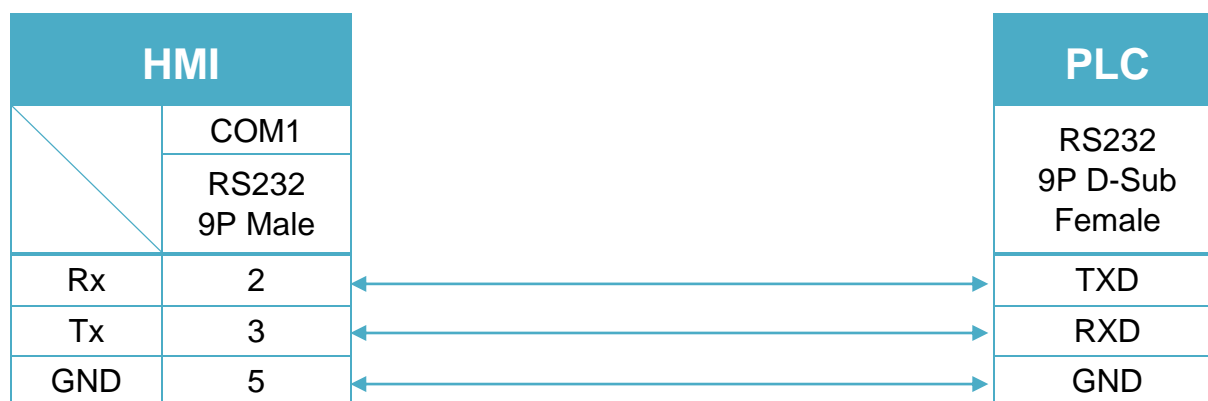 HMI
PLC
COM1
RS232
9P Male
RS232
9P D-Sub
Female
Rx 2 TXD
Tx 3 RXD
GND 5 GND